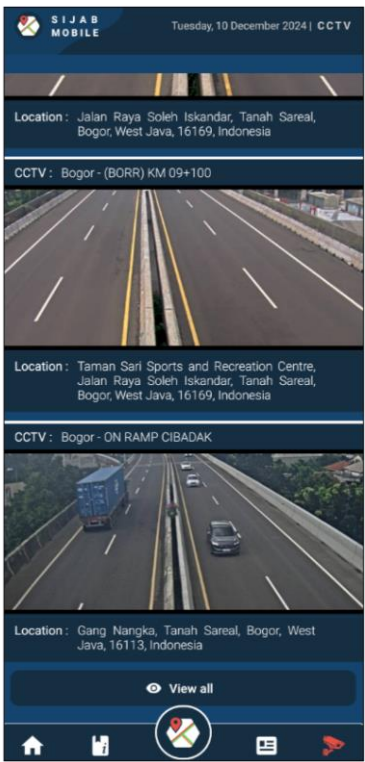 SIJAB
MOBILE
Tuesday, 10 December 2024 | CCTV
Location : Jalan Raya Soleh Iskandar, Tanah Sareal,
Bogor, West Java, 16169, Indonesia
CCTV : Bogor - (BORR) KM 09+100
Location : Taman Sari Sports and Recreation Centre,
Jalan Raya Soleh Iskandar, Tanah Sareal,
Bogor, West Java, 16169, Indonesia
CCTV : Bogor - ON RAMP CIBADAK
Location : Gang Nangka, Tanah Sareal, Bogor, West
Java, 16113, Indonesia
View all